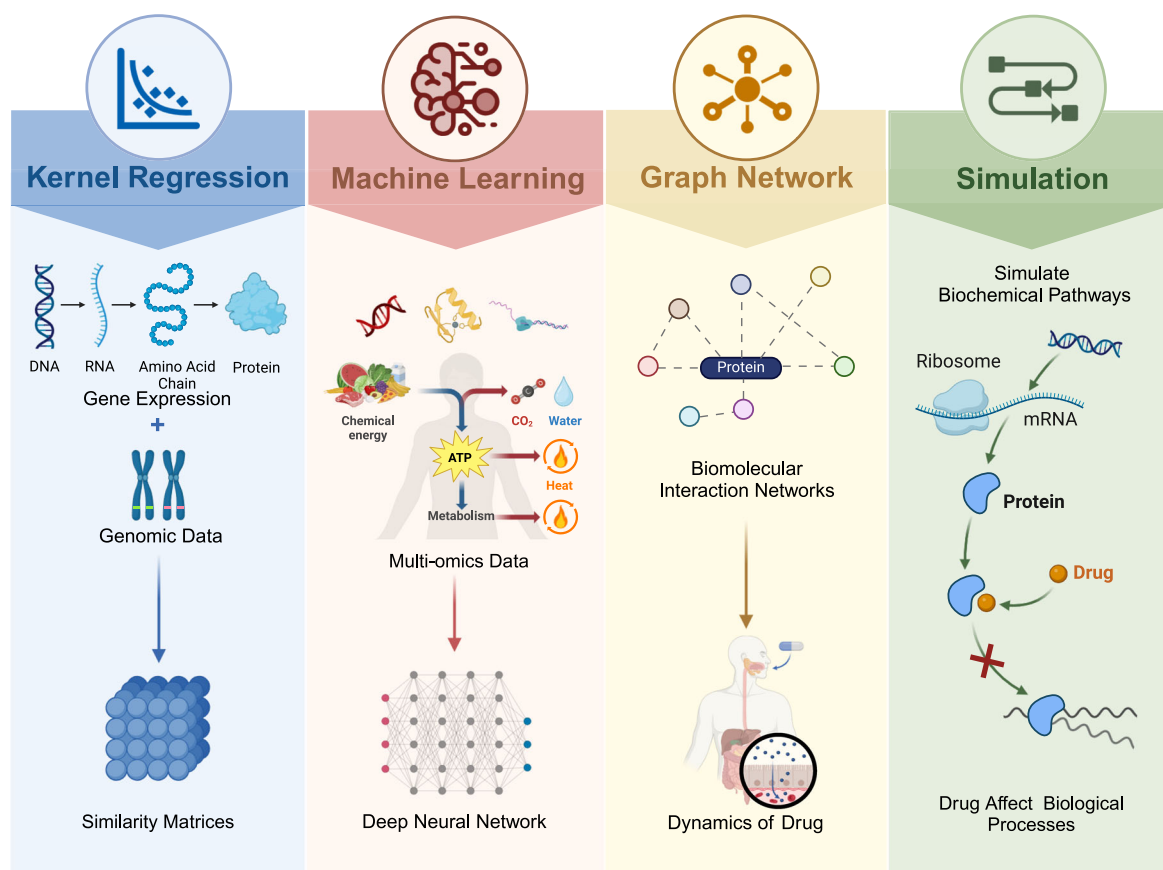 Kernel Regression
DNA
RNA
Amino Acid
Chain
Protein
Gene Expression
+
Genomic Data
Similarity Matrices
Machine Learning
Chemical
energy
CO₂
Water
ATP
Heat
Metabolism
Multi-omics Data
Deep Neural Network
Graph Network
Protein
Biomolecular
Interaction Networks
Dynamics of Drug
Simulation
Simulate
Biochemical Pathways
Ribosome
mRNA
Protein
Drug
Drug Affect Biological
Processes